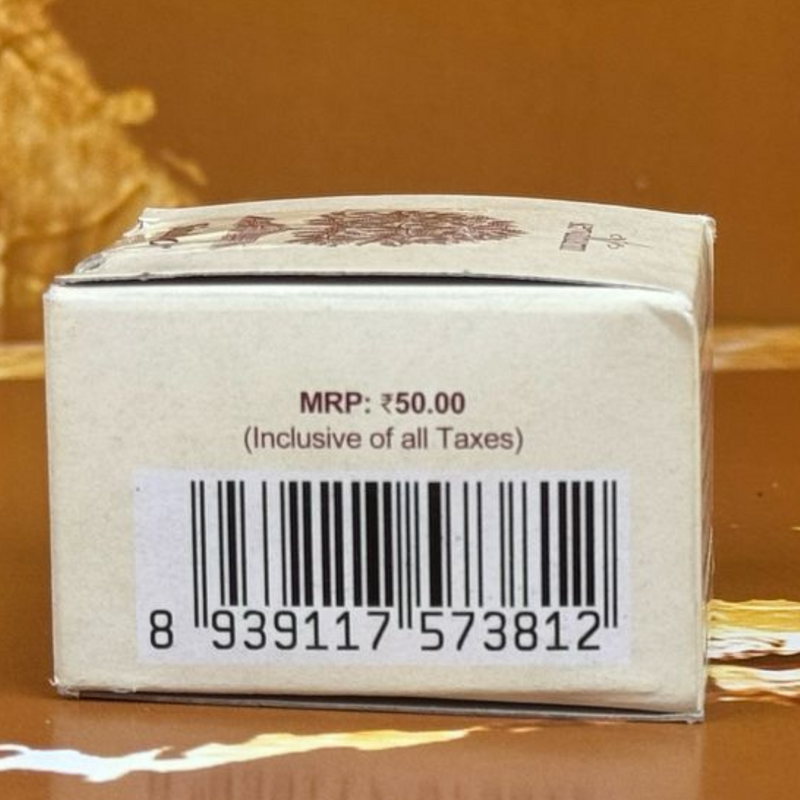 MRP: ₹50.00
(Inclusive of all Taxes)
8 939117 573812